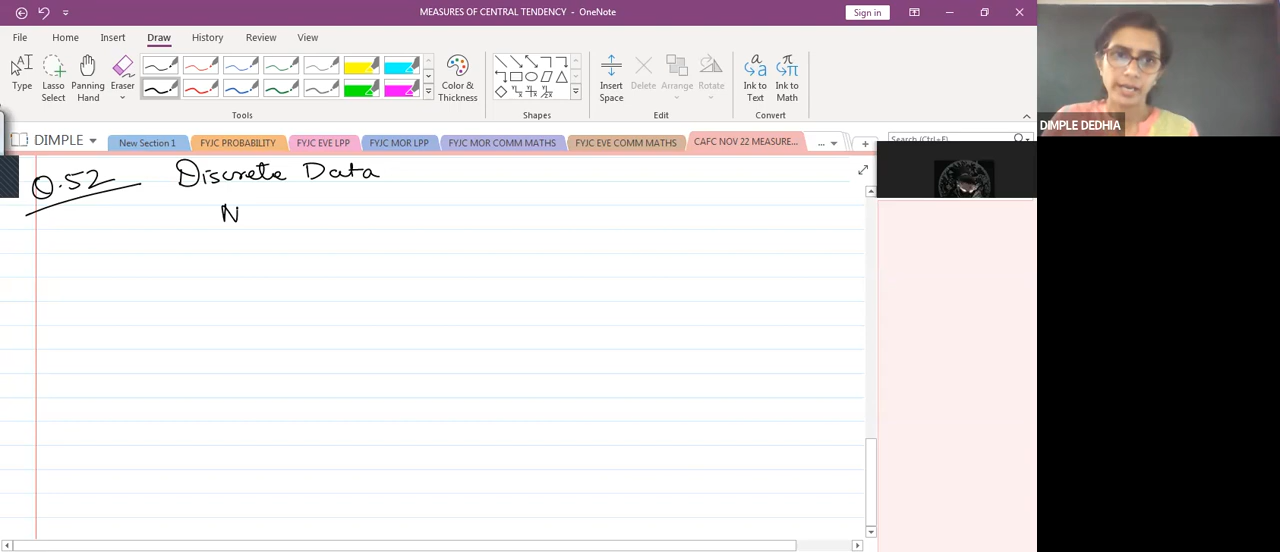 MEASURES OF CENTRAL TENDENCY - OneNote
Sign in
File Home Insert Draw History Review View
Type
Lasso Select
Panning Hand
Eraser
Color & Thickness
Insert Space
Delete
Arrange
Rotate
Ink to Text
Ink to Math
Tools
Shapes
Edit
Convert
DIMPLE
New Section 1
FYJC PROBABILITY
FYJC EVE LPP
FYJC MOR LPP
FYJC MOR COMM MATHS
FYJC EVE COMM MATHS
CAFC NOV 22 MEASURE...
...
Search (Ctrl+E)
DIMPLE DEDHIA
Q.52 Discrete Data
N